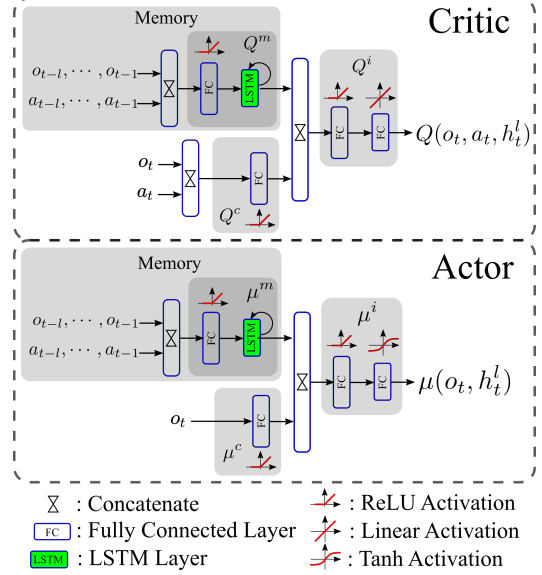 Critic
Memory
Q^m
Q^i
o_{t-l}, ⋯, o_{t-1}
a_{t-l}, ⋯, a_{t-1}
FC
LSTM
FC
FC
Q(o_t, a_t, h_t^l)
o_t
a_t
FC
Q^c
Actor
Memory
μ^m
μ^i
o_{t-l}, ⋯, o_{t-1}
a_{t-l}, ⋯, a_{t-1}
FC
LSTM
FC
FC
μ(o_t, h_t^l)
o_t
FC
μ^c
: Concatenate
: ReLU Activation
FC : Fully Connected Layer
: Linear Activation
LSTM : LSTM Layer
: Tanh Activation